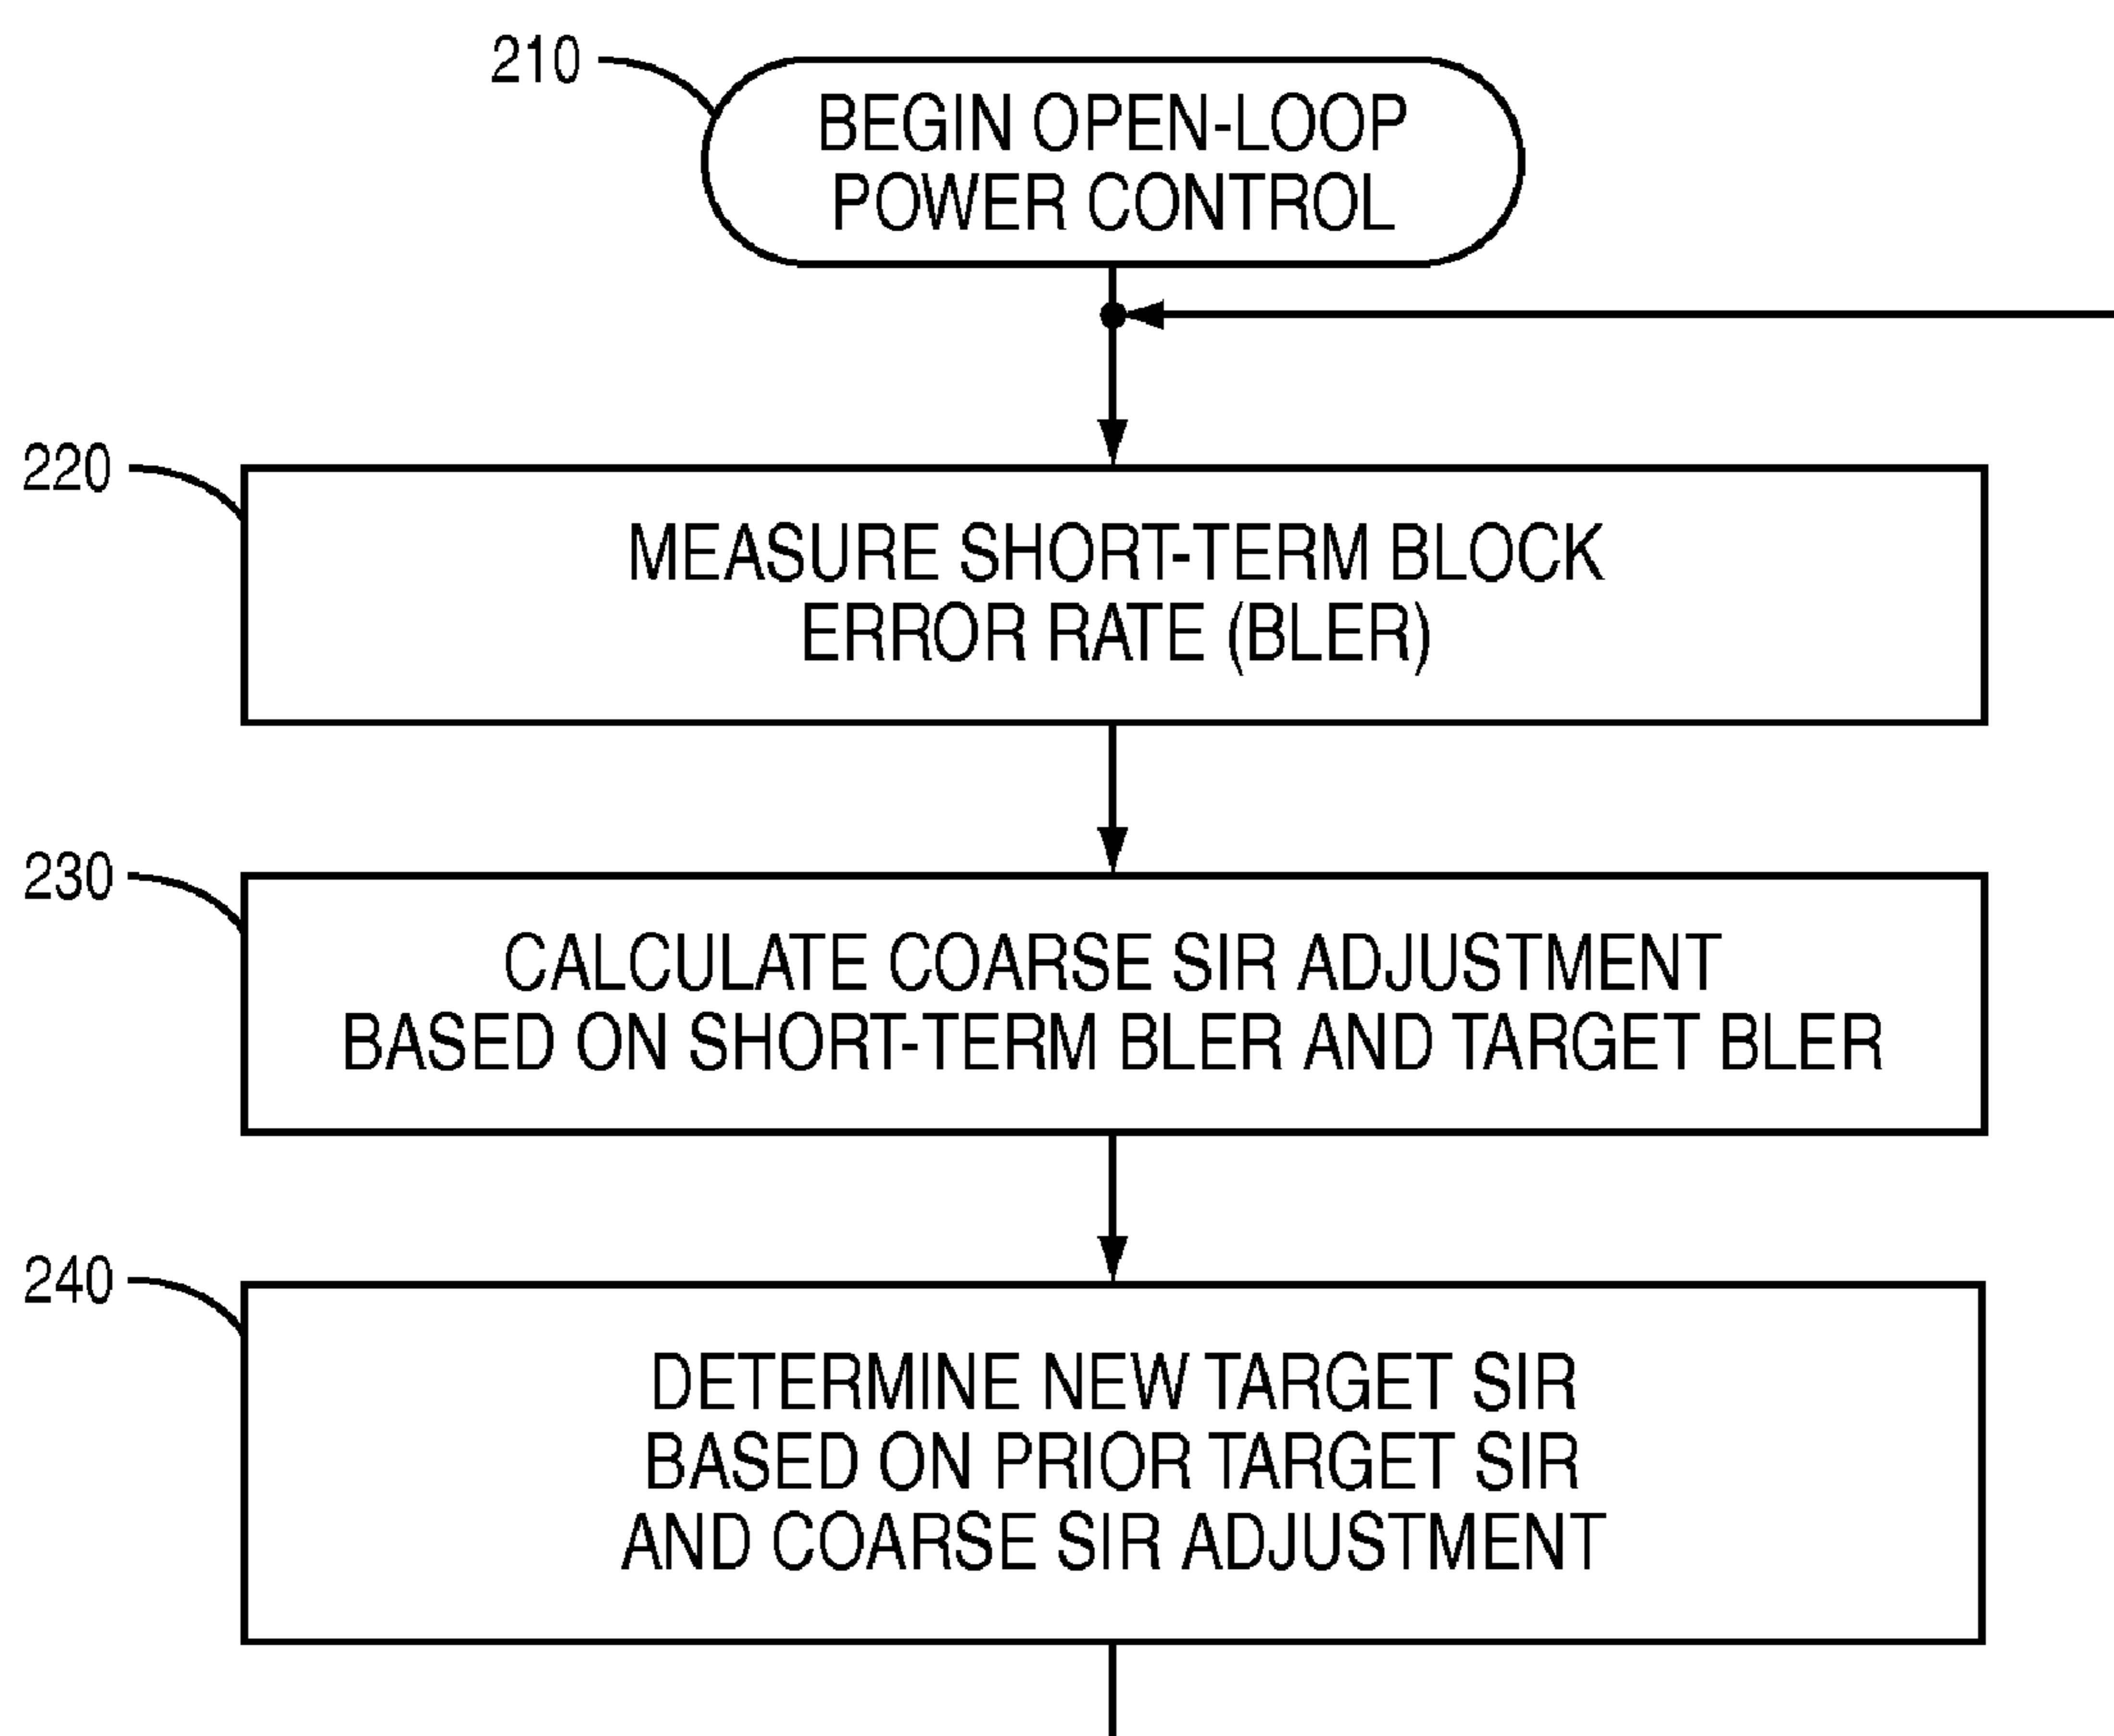 210
BEGIN OPEN-LOOP
POWER CONTROL
220
MEASURE SHORT-TERM BLOCK
ERROR RATE (BLER)
230
CALCULATE COARSE SIR ADJUSTMENT
BASED ON SHORT-TERM BLER AND TARGET BLER
240
DETERMINE NEW TARGET SIR
BASED ON PRIOR TARGET SIR
AND COARSE SIR ADJUSTMENT